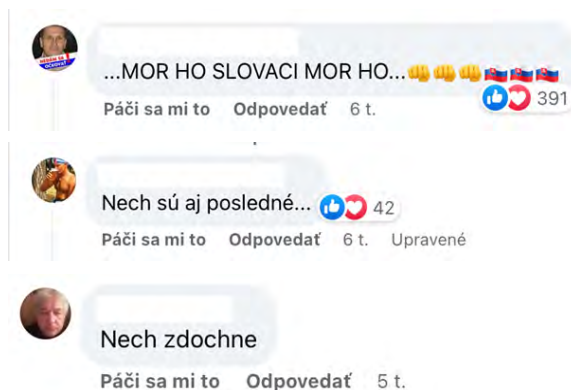 ...MOR HO SLOVACI MOR HO...👊👊👊🇸🇰🇸🇰🇸🇰
391
Páči sa mi to Odpovedať 6 t.
Nech sú aj posledné... 42
Páči sa mi to Odpovedať 6 t. Upravené
Nech zdochne
Páči sa mi to Odpovedať 5 t.